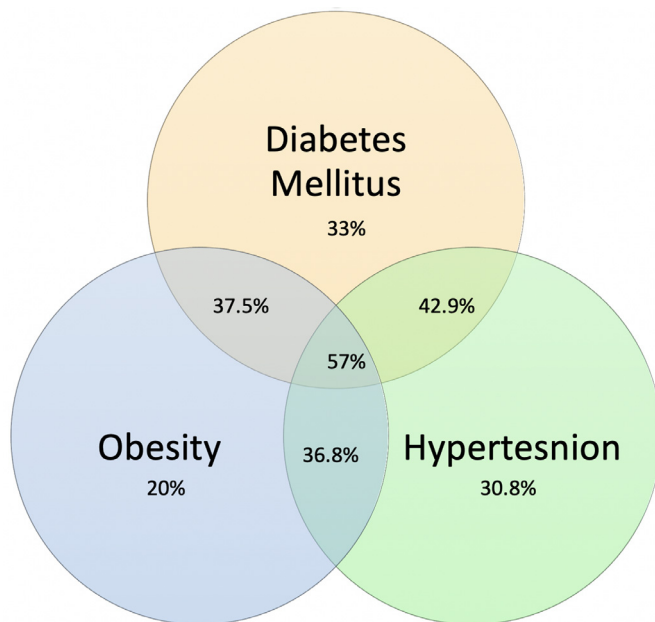 Diabetes
Mellitus
33%
37.5%
42.9%
57%
Obesity
20%
36.8%
Hypertesnion
30.8%